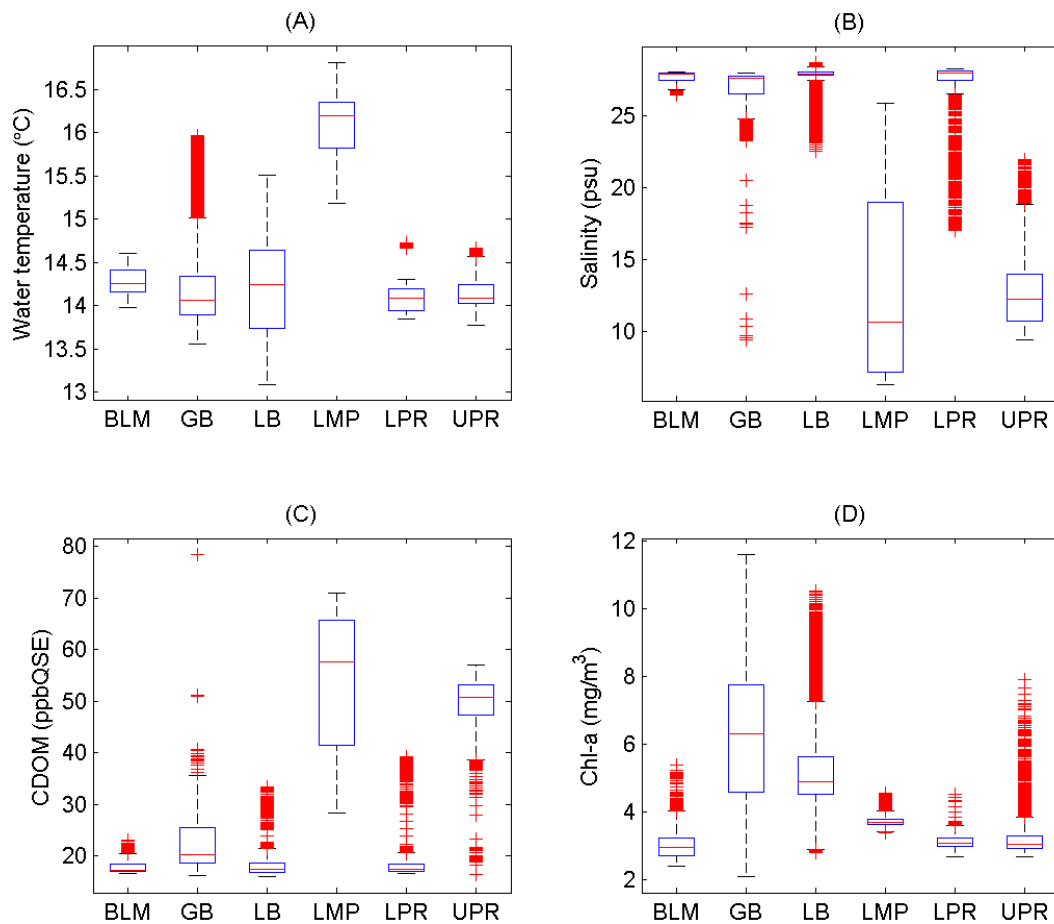 (A)
Water temperature (°C)
16.5
16
15.5
15
14.5
14
13.5
13
BLM GB LB LMP LPR UPR
(B)
Salinity (psu)
25
20
15
10
BLM GB LB LMP LPR UPR
(C)
CDOM (ppbQSE)
80
70
60
50
40
30
20
BLM GB LB LMP LPR UPR
(D)
Chl-a (mg/m³)
12
10
8
6
4
2
BLM GB LB LMP LPR UPR